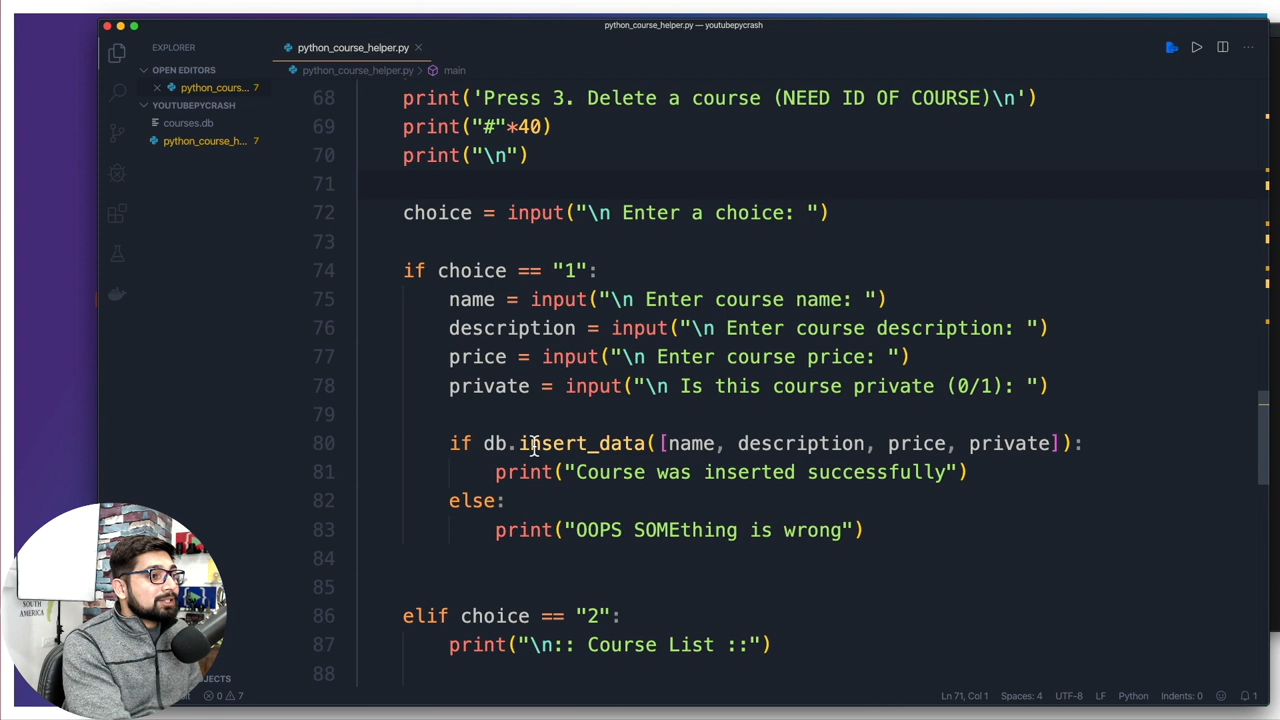 python_course_helper.py — youtubepycrash
EXPLORER
python_course_helper.py
OPEN EDITORS
python_course_helper.py > main
python_cours... 7
YOUTUBEPYCRASH
courses.db
python_course_h... 7
68 print('Press 3. Delete a course (NEED ID OF COURSE)\n')
69 print("#"*40)
70 print("\n")
71
72 choice = input("\n Enter a choice: ")
73
74 if choice == "1":
75 name = input("\n Enter course name: ")
76 description = input("\n Enter course description: ")
77 price = input("\n Enter course price: ")
78 private = input("\n Is this course private (0/1): ")
79
80 if db.insert_data([name, description, price, private]):
81 print("Course was inserted successfully")
82 else:
83 print("OOPS SOMEthing is wrong")
84
85
86 elif choice == "2":
87 print("\n:: Course List ::")
88
SOUTH
AMERICA
OJECTS
0 7
Ln 71, Col 1 Spaces: 4 UTF-8 LF Python Indents: 0 1